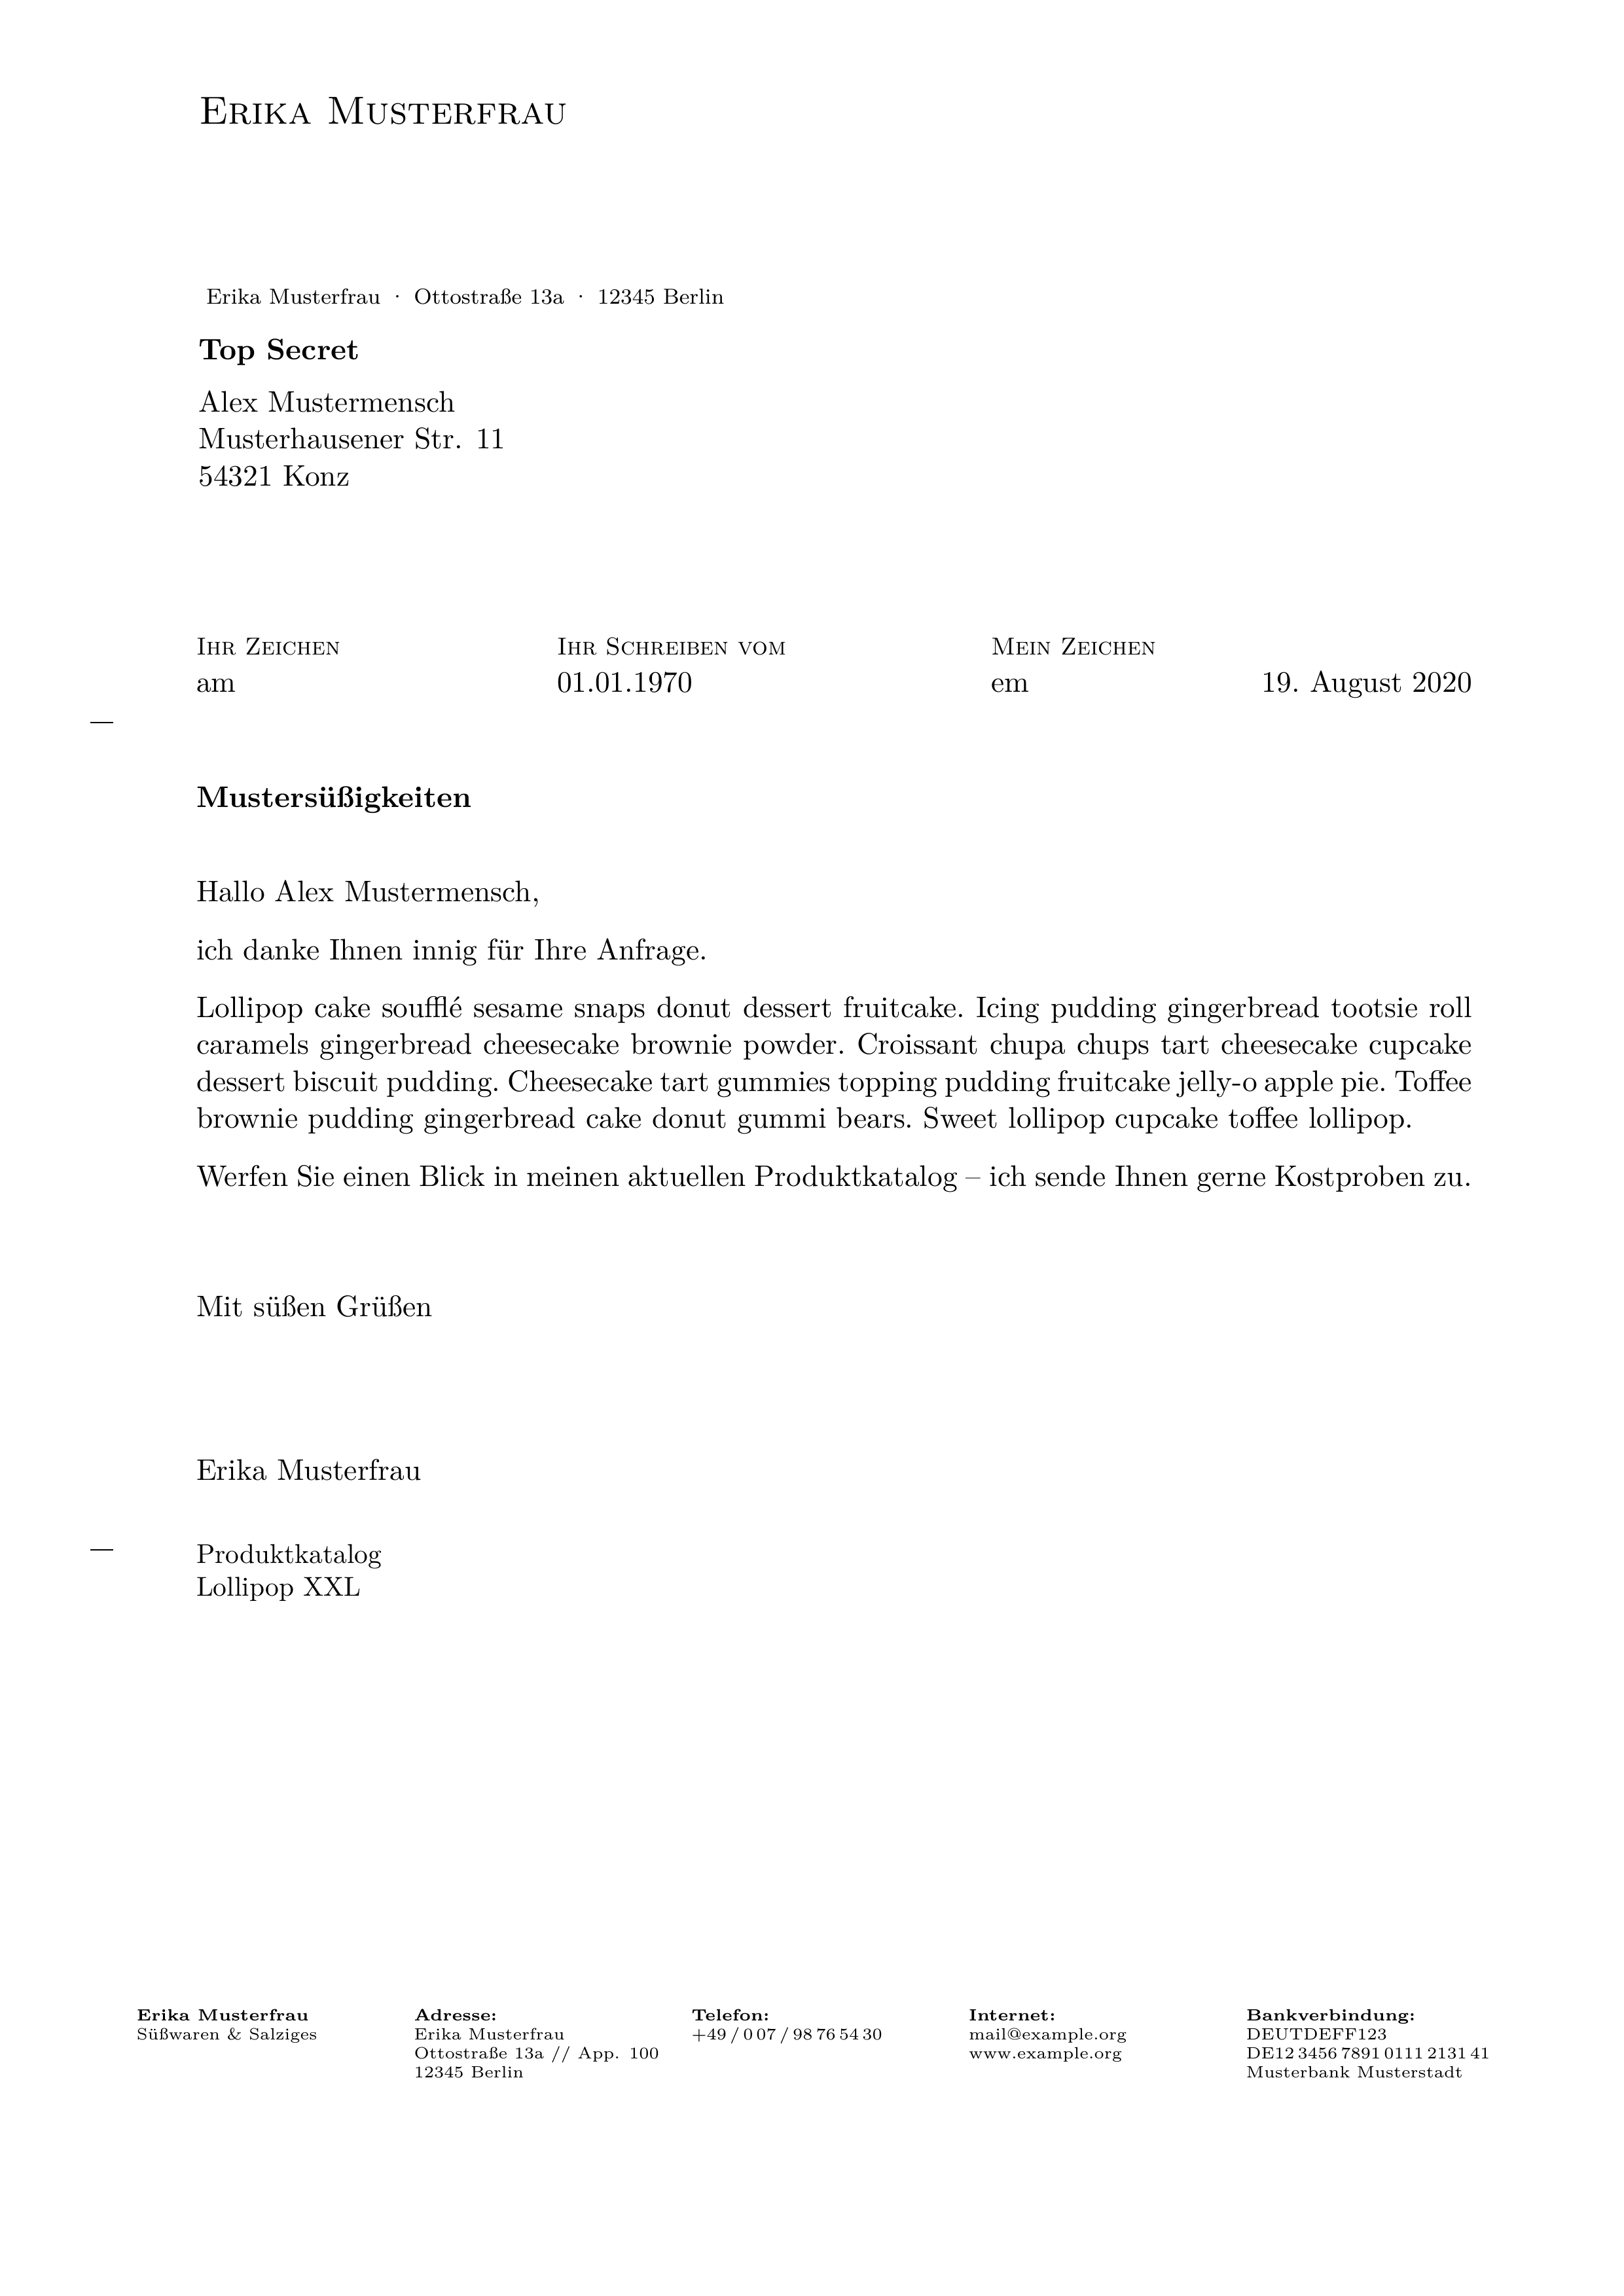 Erika Musterfrau
Erika Musterfrau · Ottostraße 13a · 12345 Berlin
Top Secret
Alex Mustermensch
Musterhausener Str. 11
54321 Konz
Ihr Zeichen Ihr Schreiben vom Mein Zeichen
am 01.01.1970 em 19. August 2020
Mustersüßigkeiten
Hallo Alex Mustermensch,
ich danke Ihnen innig für Ihre Anfrage.
Lollipop cake soufflé sesame snaps donut dessert fruitcake. Icing pudding gingerbread tootsie roll
caramels gingerbread cheesecake brownie powder. Croissant chupa chups tart cheesecake cupcake
dessert biscuit pudding. Cheesecake tart gummies topping pudding fruitcake jelly-o apple pie. Toffee
brownie pudding gingerbread cake donut gummi bears. Sweet lollipop cupcake toffee lollipop.
Werfen Sie einen Blick in meinen aktuellen Produktkatalog – ich sende Ihnen gerne Kostproben zu.
Mit süßen Grüßen
Erika Musterfrau
Produktkatalog
Lollipop XXL
Erika Musterfrau
Süßwaren & Salziges
Adresse:
Erika Musterfrau
Ottostraße 13a // App. 100
12345 Berlin
Telefon:
+49 / 0 07 / 98 76 54 30
Internet:
mail@example.org
www.example.org
Bankverbindung:
DEUTDEFF123
DE12 3456 7891 0111 2131 41
Musterbank Musterstadt